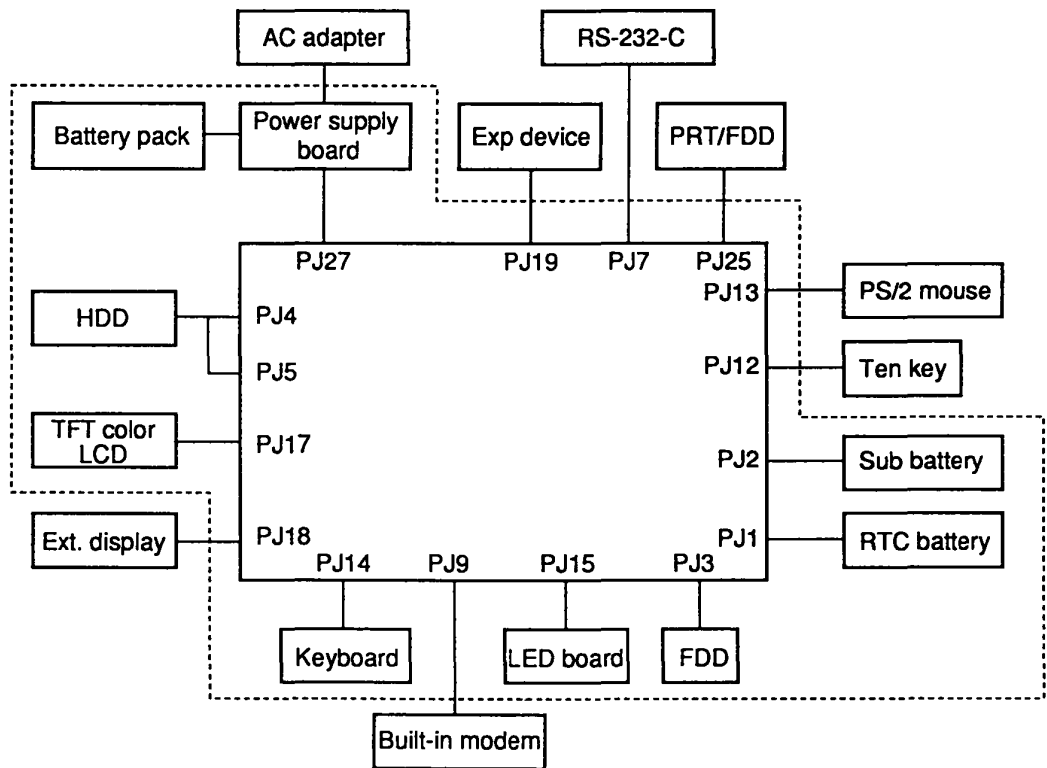 AC adapter
RS-232-C
Battery pack
Power supply
board
Exp device
PRT/FDD
PJ27
PJ19
PJ7
PJ25
PJ13
PS/2 mouse
HDD
PJ4
PJ5
PJ12
Ten key
TFT color
LCD
PJ17
PJ2
Sub battery
Ext. display
PJ18
PJ1
RTC battery
PJ14
PJ9
PJ15
PJ3
Keyboard
LED board
FDD
Built-in modem